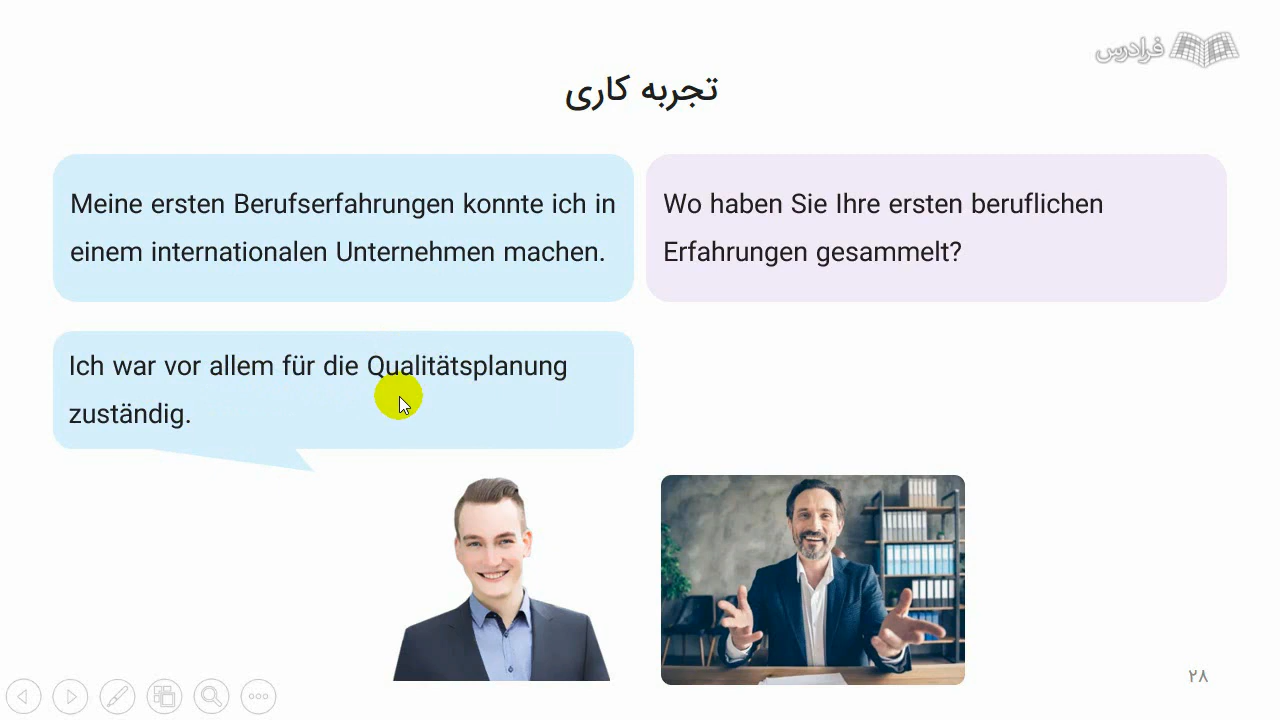 فرادرس
تجربه کاری
Wo haben Sie Ihre ersten beruflichen
Erfahrungen gesammelt?
Meine ersten Berufserfahrungen konnte ich in
einem internationalen Unternehmen machen.
Ich war vor allem für die Qualitätsplanung
zuständig.
۲۸